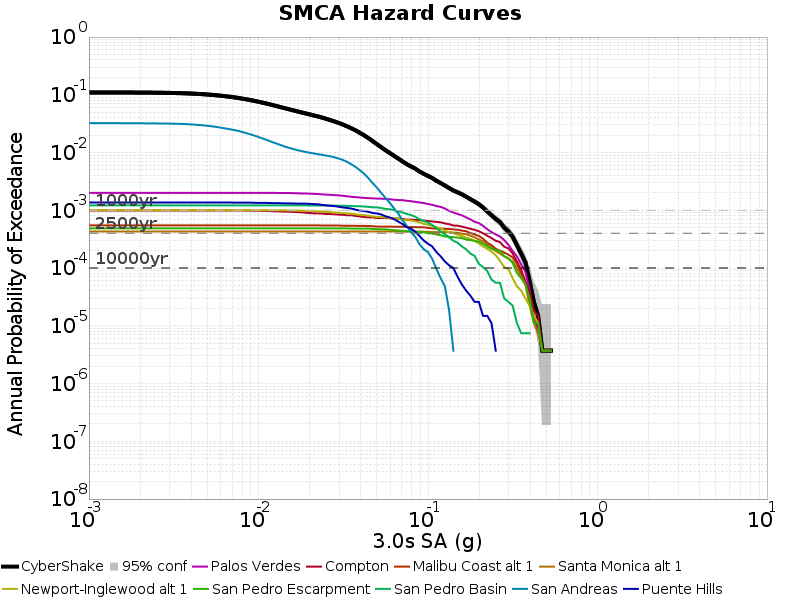 SMCA Hazard Curves
Annual Probability of Exceedance
10^0
10^-1
10^-2
10^-3
10^-4
10^-5
10^-6
10^-7
10^-8
1000yr
2500yr
10000yr
10^-3 10^-2 10^-1 10^0 10^1
3.0s SA (g)
CyberShake 95% conf Palos Verdes Compton Malibu Coast alt 1 Santa Monica alt 1
Newport-Inglewood alt 1 San Pedro Escarpment San Pedro Basin San Andreas Puente Hills